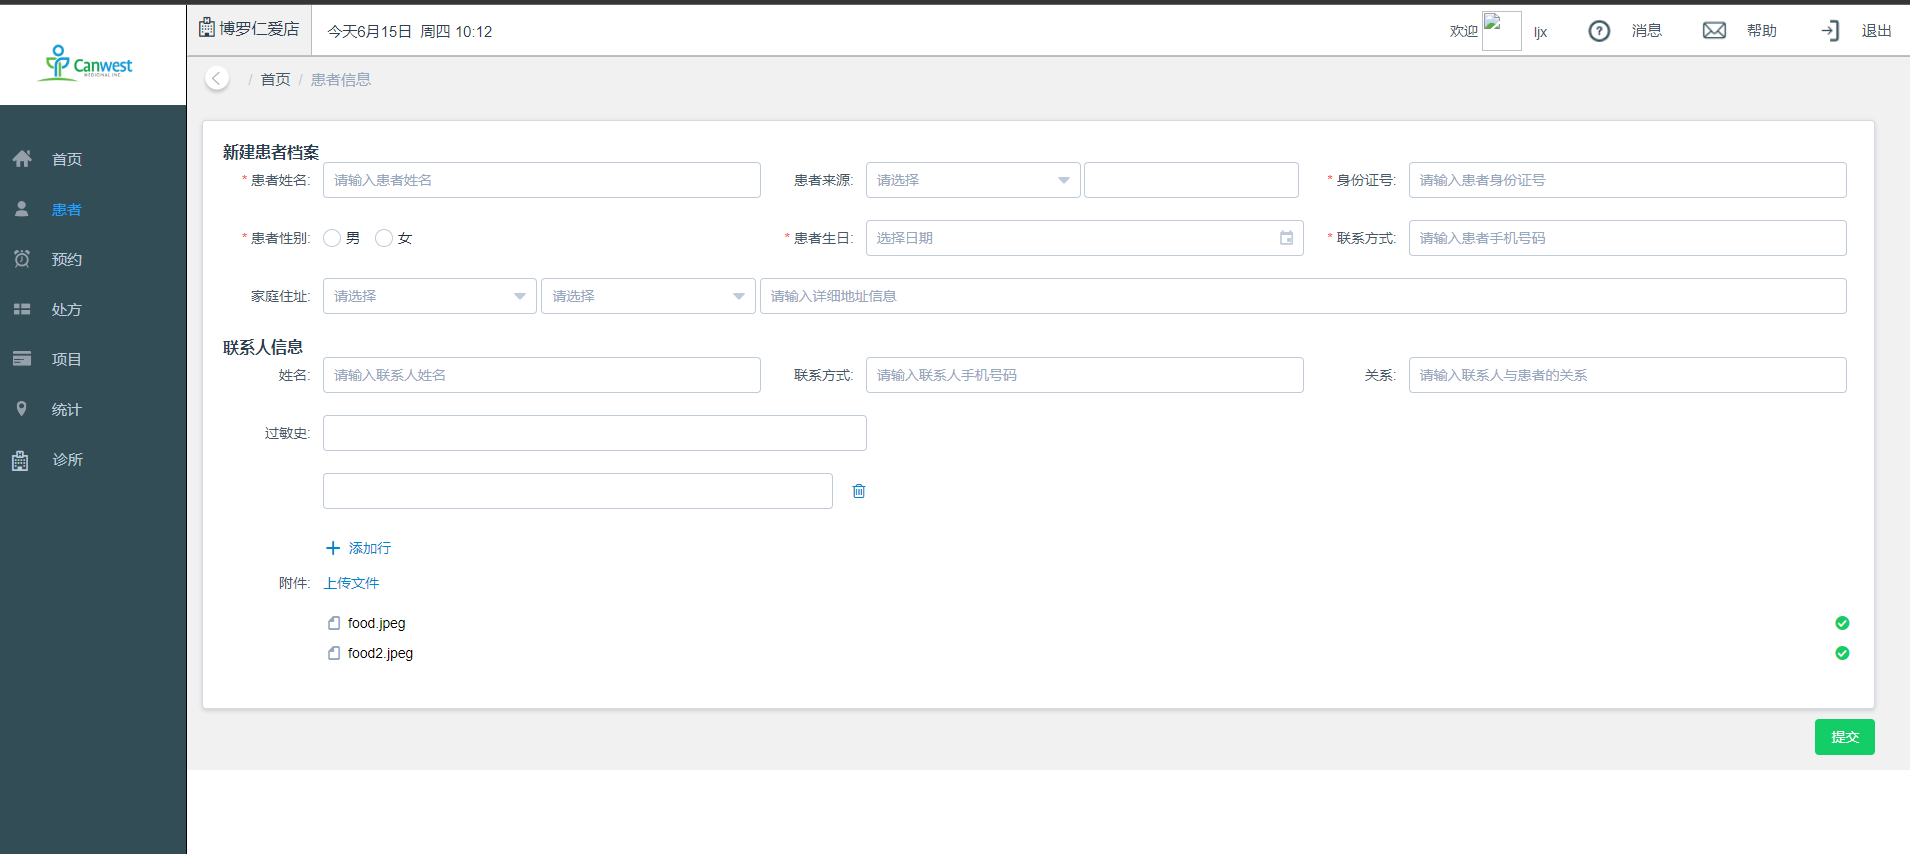 Canwest
MEDICINAL INC.
博罗仁爱店
今天6月15日 周四 10:12
欢迎 ljx ? 消息 帮助 退出
/ 首页 / 患者信息
首页
患者
预约
处方
项目
统计
诊所
新建患者档案
* 患者姓名: 请输入患者姓名 患者来源: 请选择 * 身份证号: 请输入患者身份证号
* 患者性别: 男 女 * 患者生日: 选择日期 * 联系方式: 请输入患者手机号码
家庭住址: 请选择 请选择 请输入详细地址信息
联系人信息
姓名: 请输入联系人姓名 联系方式: 请输入联系人手机号码 关系: 请输入联系人与患者的关系
过敏史:
添加行
附件: 上传文件
food.jpeg
food2.jpeg
提交